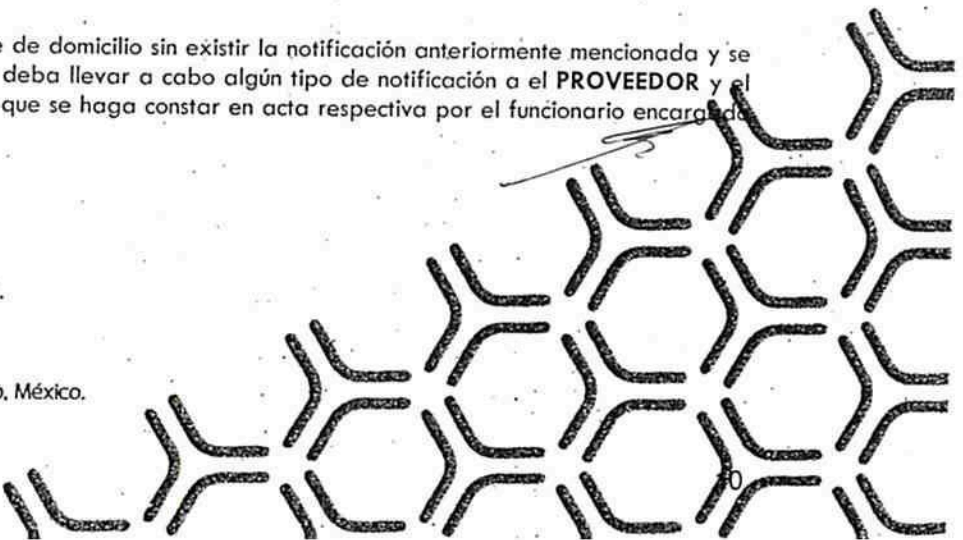 de domicilio sin existir la notificación anteriormente mencionada y se
deba llevar a cabo algún tipo de notificación a el PROVEEDOR y el
que se haga constar en acta respectiva por el funcionario encargado
México.
0